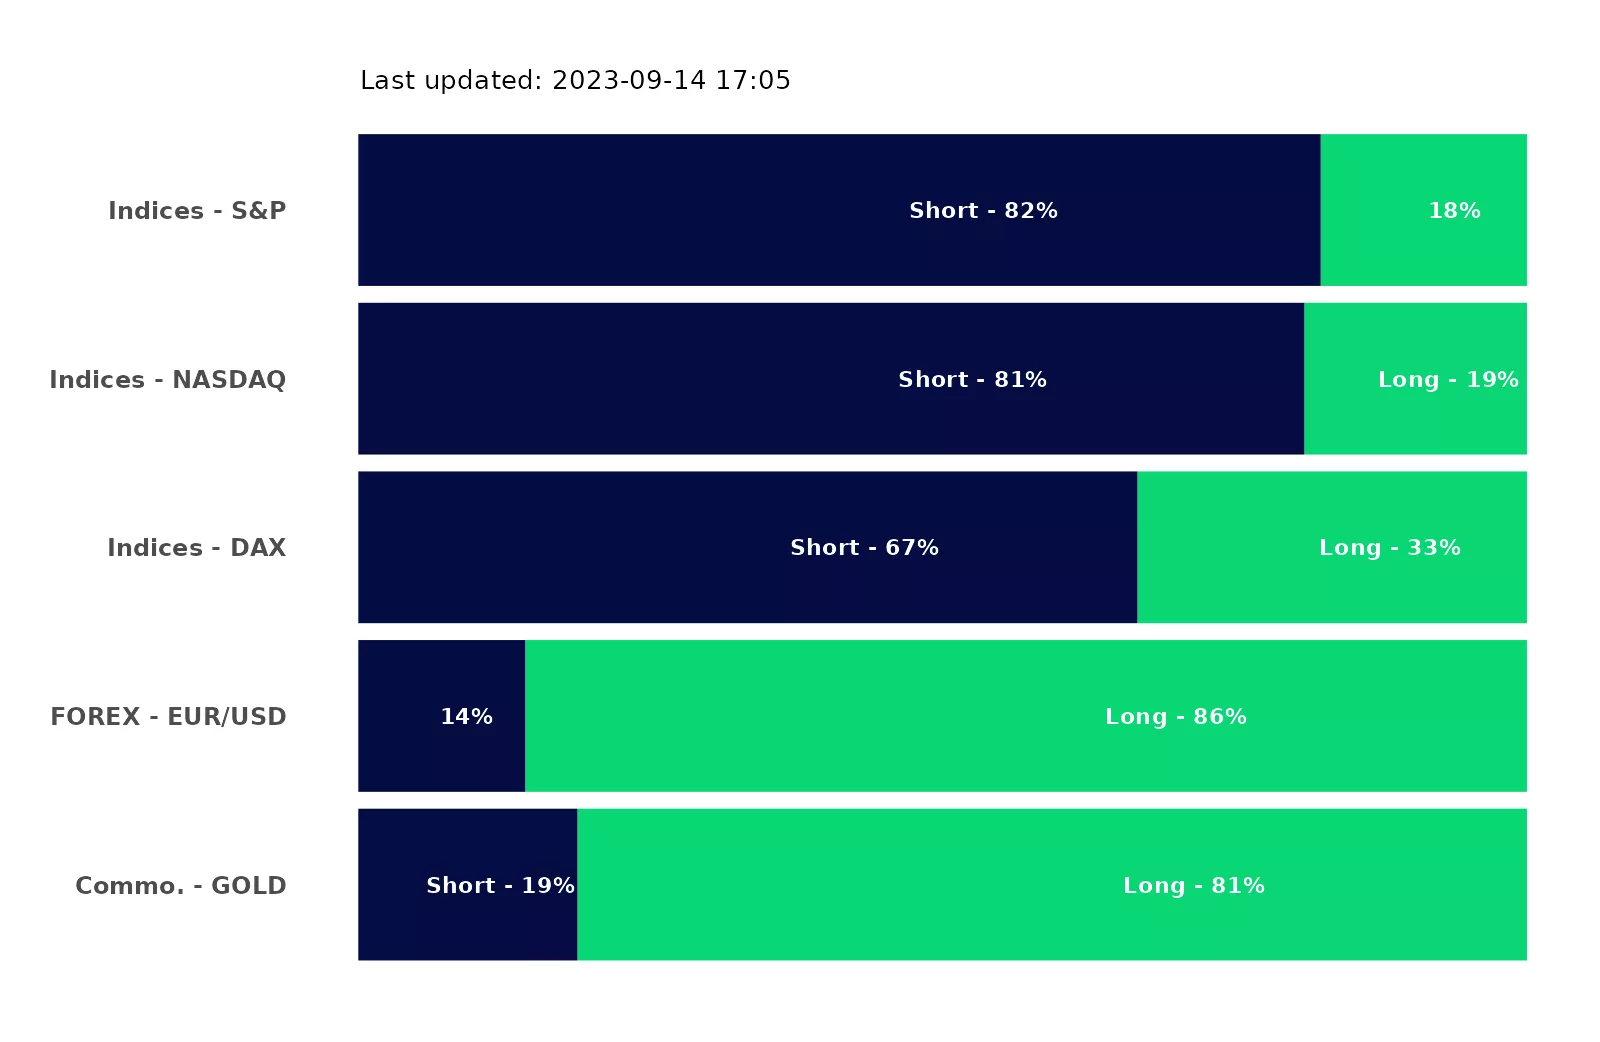 Last updated: 2023-09-14 17:05
Indices - S&P
Short - 82%
18%
Indices - NASDAQ
Short - 81%
Long - 19%
Indices - DAX
Short - 67%
Long - 33%
FOREX - EUR/USD
14%
Long - 86%
Commo. - GOLD
Short - 19%
Long - 81%